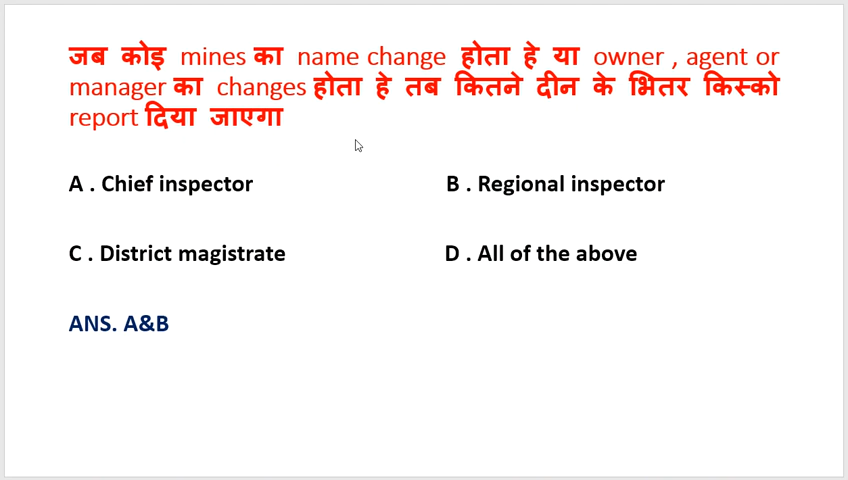 जब कोइ mines का name change होता हे या owner , agent or
manager का changes होता हे तब कितने दीन के भितर किस्को
report दिया जाएगा
A . Chief inspector B . Regional inspector
C . District magistrate D . All of the above
ANS. A&B